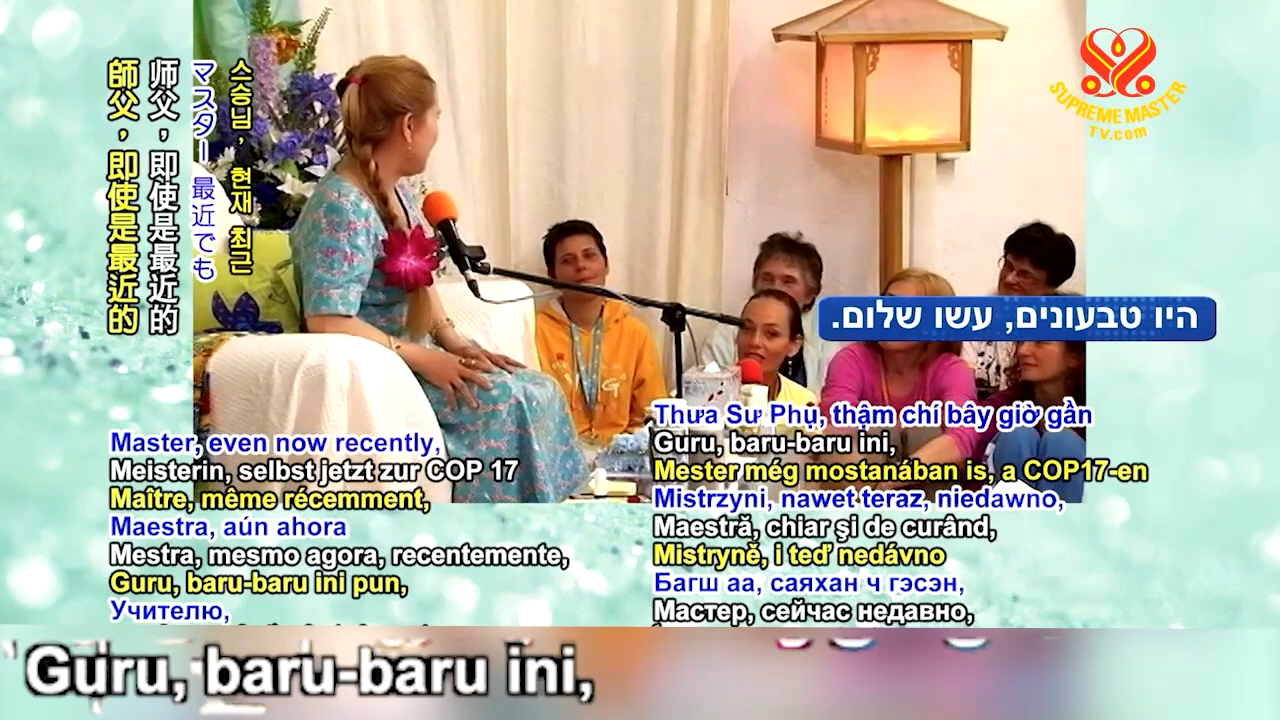 師父，即使是最近的
师父，即使是最近的
マスター 最近でも
스승님, 현재 최근
SUPREME MASTER
TV.com
היו טבעונים, עשו שלום.
Master, even now recently,
Meisterin, selbst jetzt zur COP 17
Maître, même récemment,
Maestra, aún ahora
Mestra, mesmo agora, recentemente,
Guru, baru-baru ini pun,
Учителю,
Thưa Sư Phụ, thậm chí bây giờ gần
Guru, baru-baru ini,
Mester még mostanában is, a COP17-en
Mistrzyni, nawet teraz, niedawno,
Maestră, chiar şi de curând,
Mistryně, i teď nedávno
Багш аа, саяхан ч гэсэн,
Мастер, сейчас недавно,
Guru, baru-baru ini,